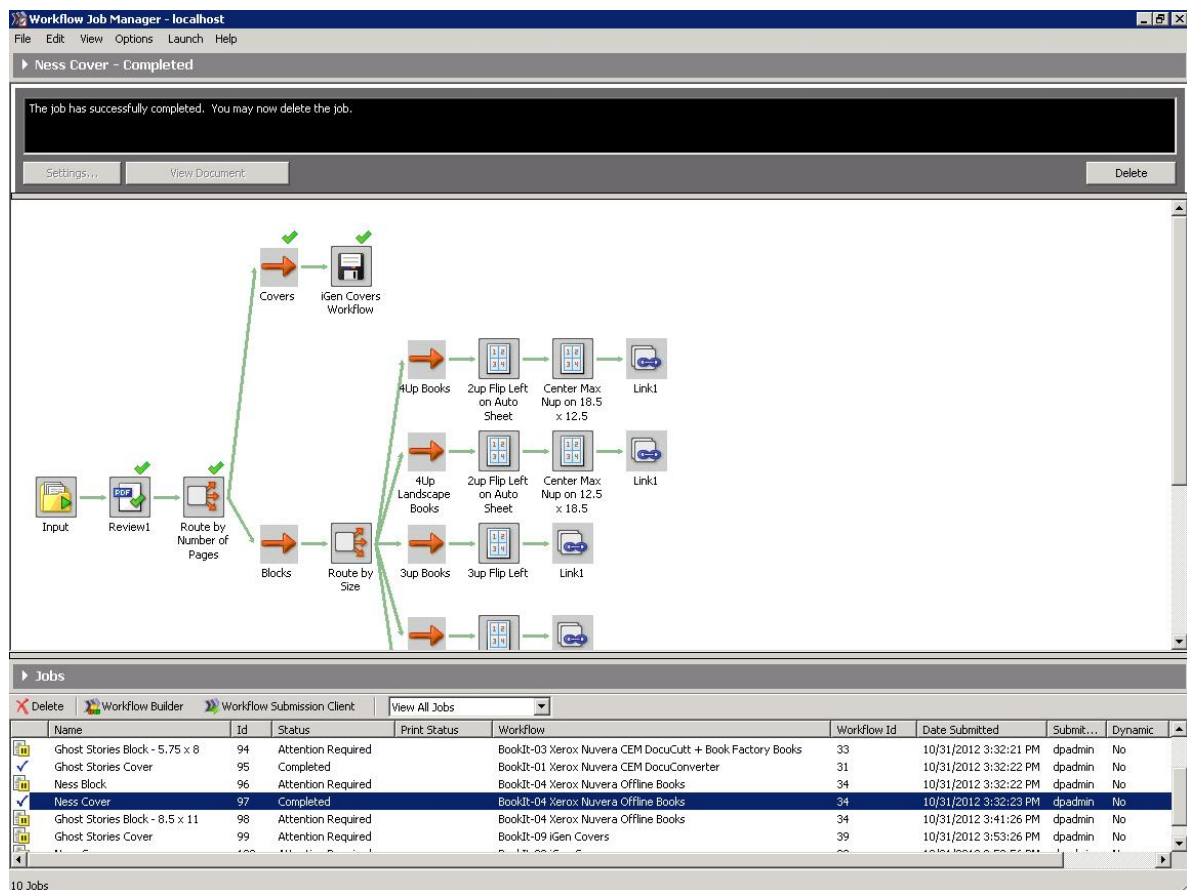 Workflow Job Manager - localhost
File Edit View Options Launch Help
Ness Cover - Completed
The job has successfully completed. You may now delete the job.
Settings... View Document Delete
Covers
iGen Covers
Workflow
4Up Books
2up Flip Left
on Auto
Sheet
Center Max
Nup on 18.5
x 12.5
Link1
4Up
Landscape
Books
2up Flip Left
on Auto
Sheet
Center Max
Nup on 12.5
x 18.5
Link1
Input
PDF
Review1
Route by
Number of
Pages
Blocks
Route by
Size
3up Books
3up Flip Left
Link1
Jobs
Delete Workflow Builder Workflow Submission Client View All Jobs
Name Id Status Print Status Workflow Workflow Id Date Submitted Submit... Dynamic
Ghost Stories Block - 5.75 x 8 94 Attention Required BookIt-03 Xerox Nuvera CEM DocuCutt + Book Factory Books 33 10/31/2012 3:32:21 PM dpadmin No
Ghost Stories Cover 95 Completed BookIt-01 Xerox Nuvera CEM DocuConverter 31 10/31/2012 3:32:22 PM dpadmin No
Ness Block 96 Attention Required BookIt-04 Xerox Nuvera Offline Books 34 10/31/2012 3:32:22 PM dpadmin No
Ness Cover 97 Completed BookIt-04 Xerox Nuvera Offline Books 34 10/31/2012 3:32:23 PM dpadmin No
Ghost Stories Block - 8.5 x 11 98 Attention Required BookIt-04 Xerox Nuvera Offline Books 34 10/31/2012 3:41:26 PM dpadmin No
Ghost Stories Cover 99 Attention Required BookIt-09 iGen Covers 39 10/31/2012 3:53:26 PM dpadmin No
10 Jobs